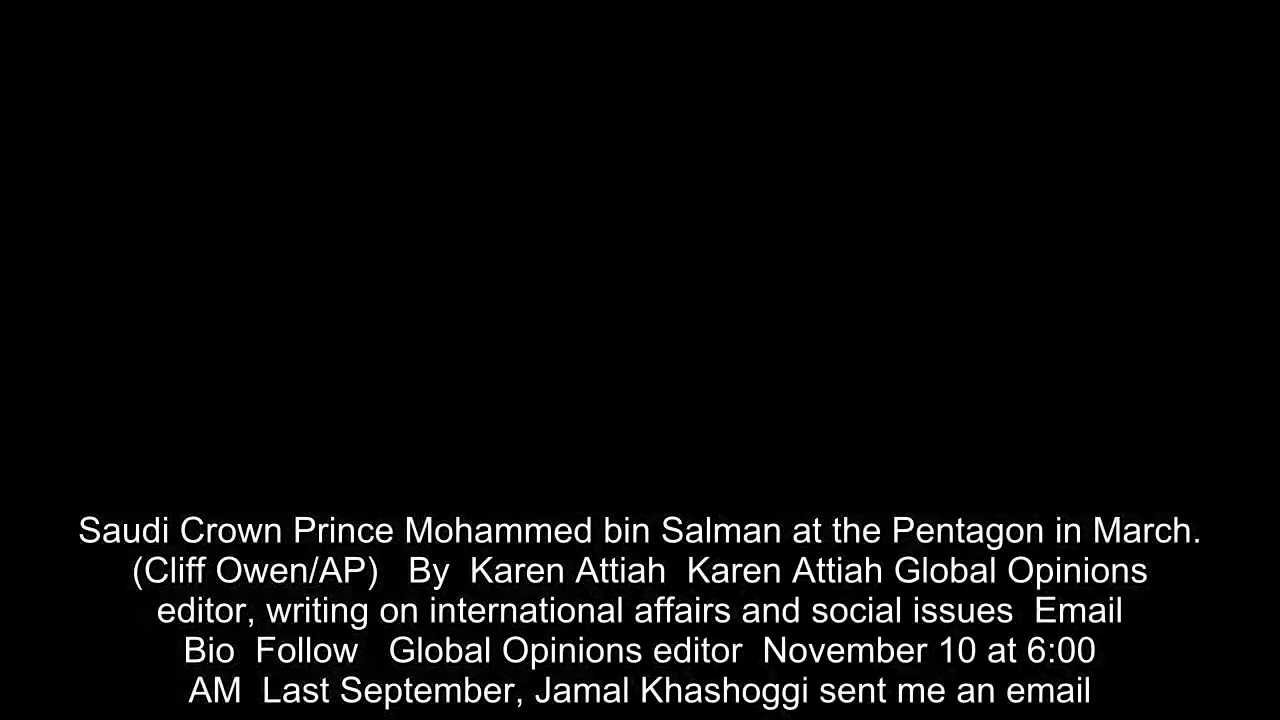 Saudi Crown Prince Mohammed bin Salman at the Pentagon in March.
(Cliff Owen/AP)   By  Karen Attiah  Karen Attiah Global Opinions
editor, writing on international affairs and social issues  Email
Bio  Follow   Global Opinions editor  November 10 at 6:00
AM  Last September, Jamal Khashoggi sent me an email